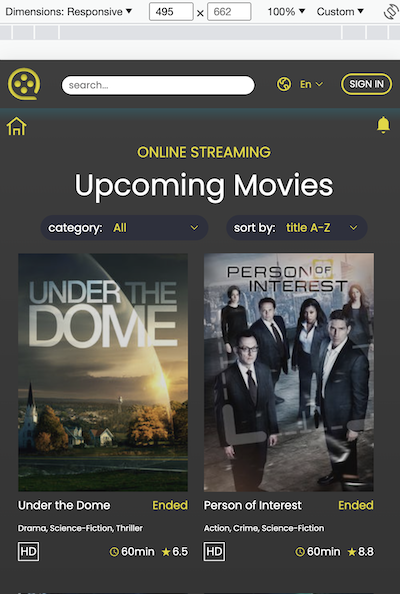 Dimensions: Responsive ▼ 495 × 662 100% ▼ Custom ▼
search... En SIGN IN
ONLINE STREAMING
Upcoming Movies
category: All sort by: title A-Z
UNDER THE
DOME
PERSON OF
INTEREST
Under the Dome Ended
Drama, Science-Fiction, Thriller
HD 60min ★ 6.5
Person of Interest Ended
Action, Crime, Science-Fiction
HD 60min ★ 8.8